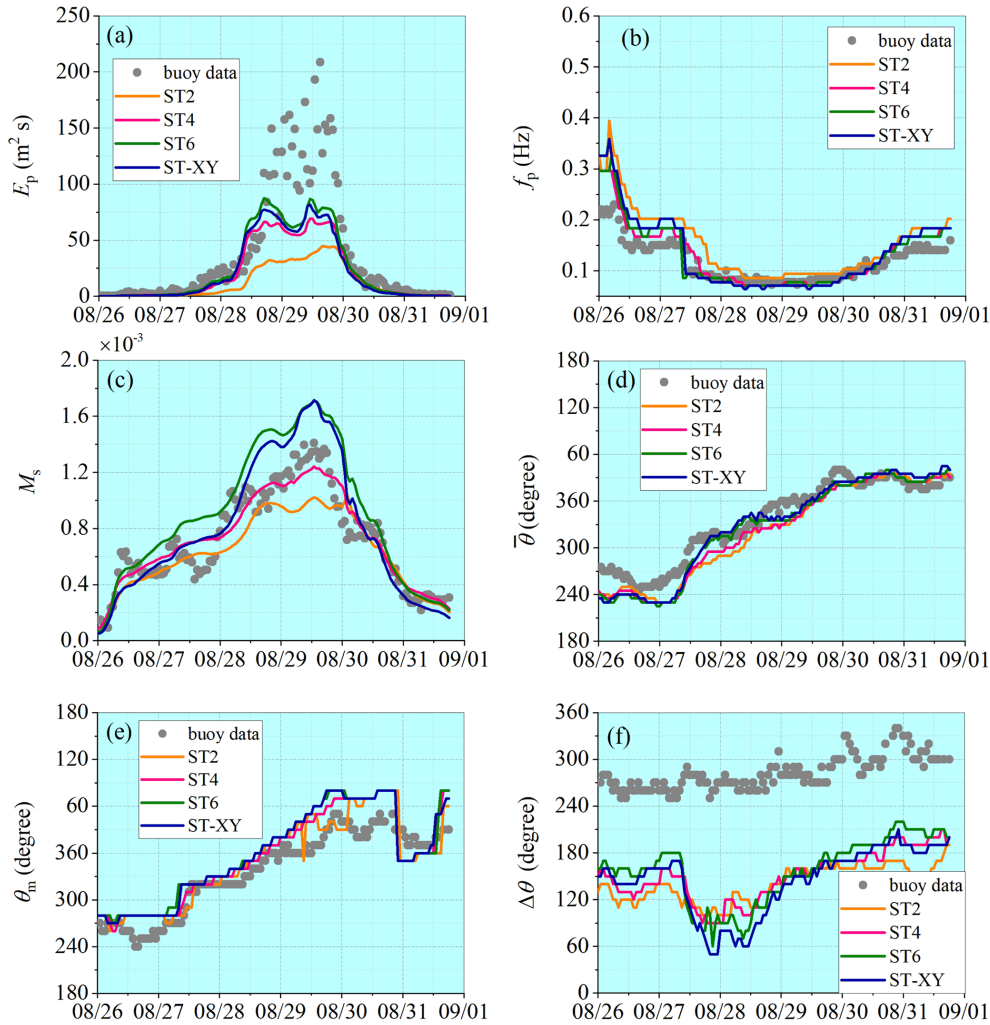 (a)
buoy data
ST2
ST4
ST6
ST-XY
Eₚ (m² s)
250
200
150
100
50
0
08/26 08/27 08/28 08/29 08/30 08/31 09/01
(b)
buoy data
ST2
ST4
ST6
ST-XY
fₚ (Hz)
0.6
0.5
0.4
0.3
0.2
0.1
08/26 08/27 08/28 08/29 08/30 08/31 09/01
×10⁻³
(c)
buoy data
ST2
ST4
ST6
ST-XY
Mₛ
2.0
1.6
1.2
0.8
0.4
0.0
08/26 08/27 08/28 08/29 08/30 08/31 09/01
(d)
buoy data
ST2
ST4
ST6
ST-XY
θ̅ (degree)
180
120
60
360
300
240
180
08/26 08/27 08/28 08/29 08/30 08/31 09/01
(e)
buoy data
ST2
ST4
ST6
ST-XY
θₘ (degree)
180
120
60
360
300
240
180
08/26 08/27 08/28 08/29 08/30 08/31 09/01
(f)
buoy data
ST2
ST4
ST6
ST-XY
Δθ (degree)
360
300
240
180
120
60
0
08/26 08/27 08/28 08/29 08/30 08/31 09/01